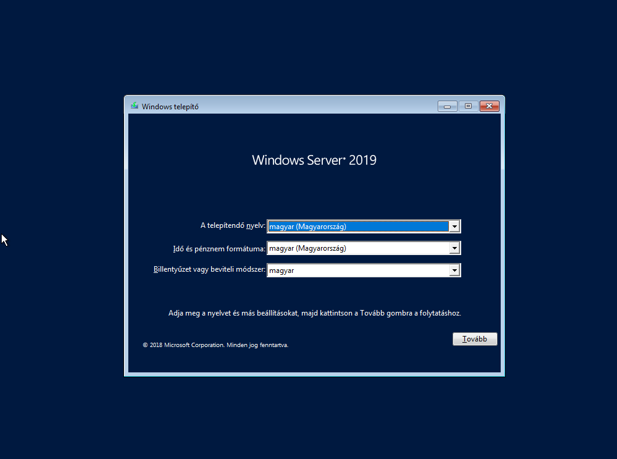 Windows telepítő
Windows Server® 2019
A telepítendő nyelv: magyar (Magyarország)
Idő és pénznem formátuma: magyar (Magyarország)
Billentyűzet vagy beviteli módszer: magyar
Adja meg a nyelvet és más beállításokat, majd kattintson a Tovább gombra a folytatáshoz.
Tovább
© 2018 Microsoft Corporation. Minden jog fenntartva.